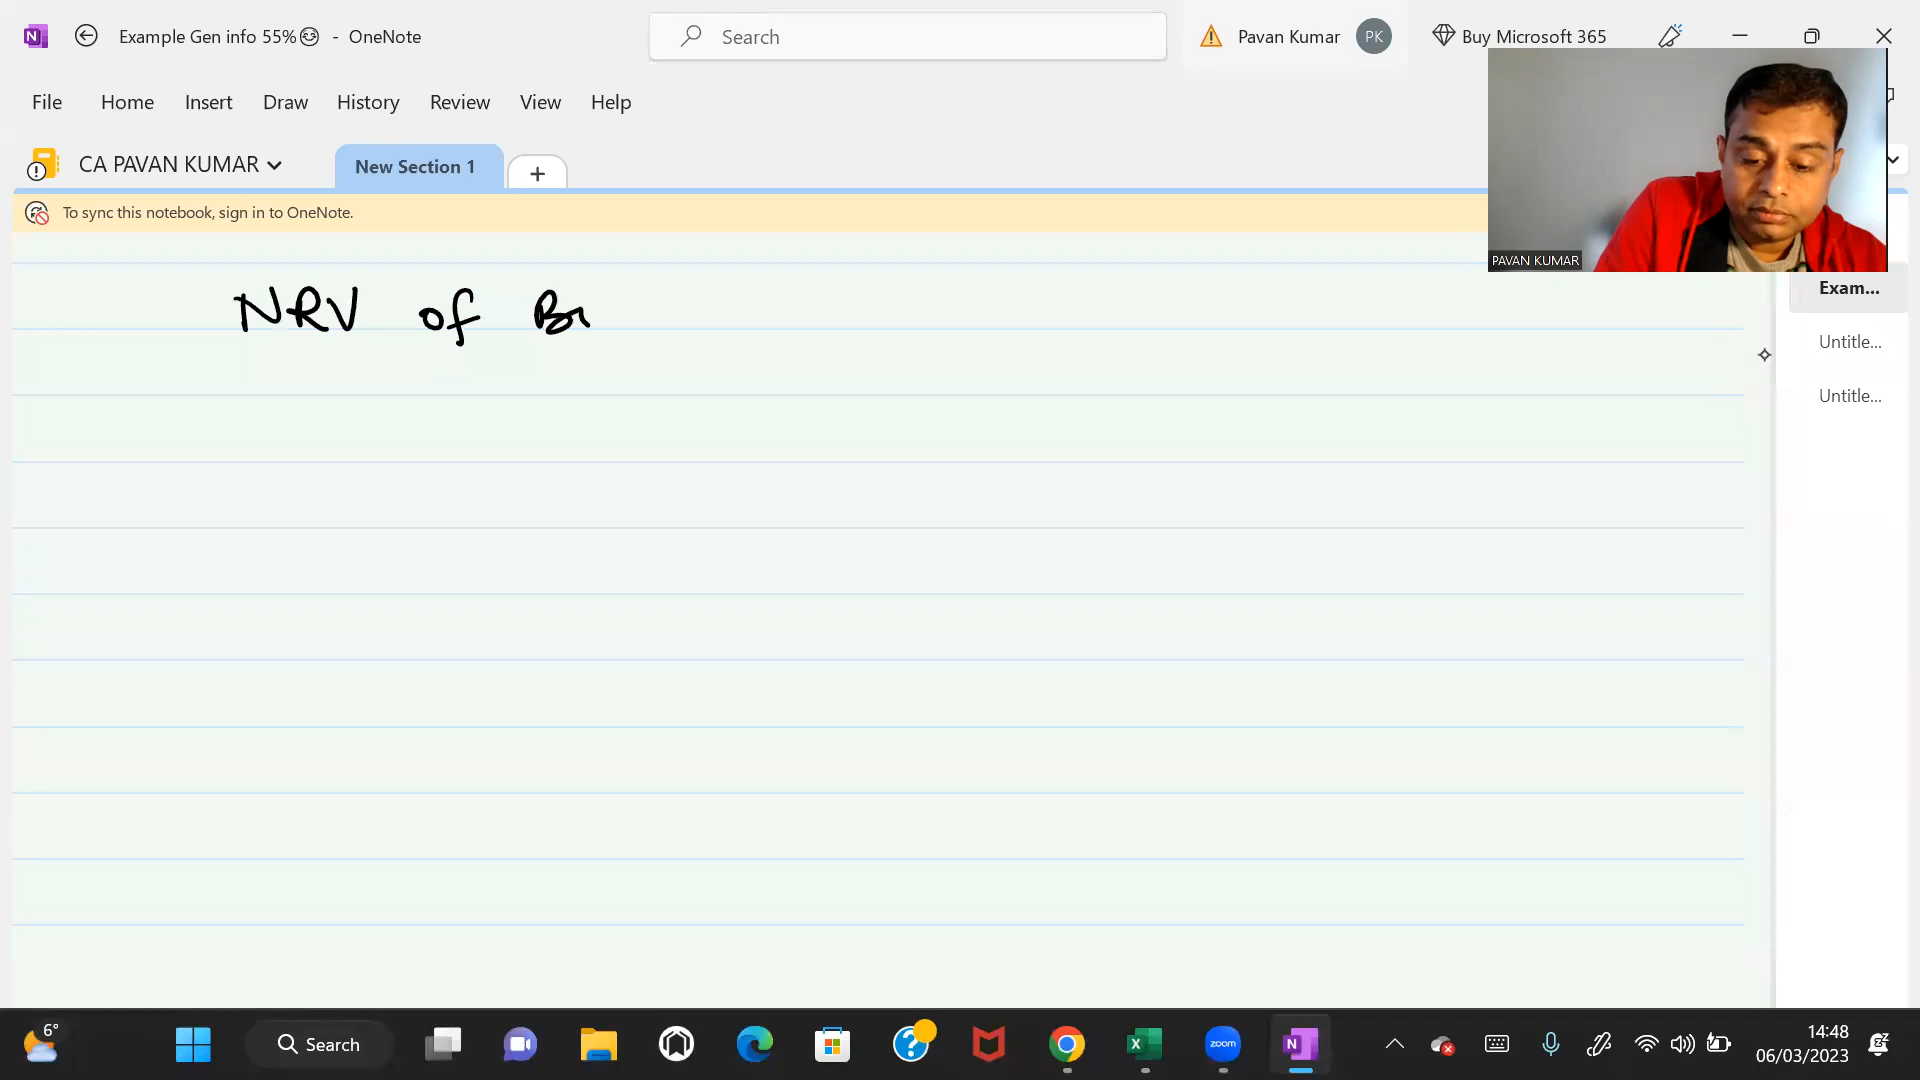 Example Gen info 55%😊 - OneNote
Search
Pavan Kumar
PK
Buy Microsoft 365
File Home Insert Draw History Review View Help
CA PAVAN KUMAR
New Section 1
+
To sync this notebook, sign in to OneNote.
PAVAN KUMAR
NRV of
Exam...
Untitle...
Untitle...
6°
Search
zoom
14:48
06/03/2023